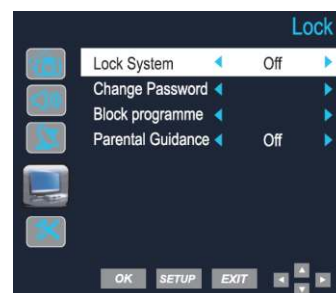 Lock
Lock System Off
Change Password
Block programme
Parental Guidance Off
OK SETUP EXIT